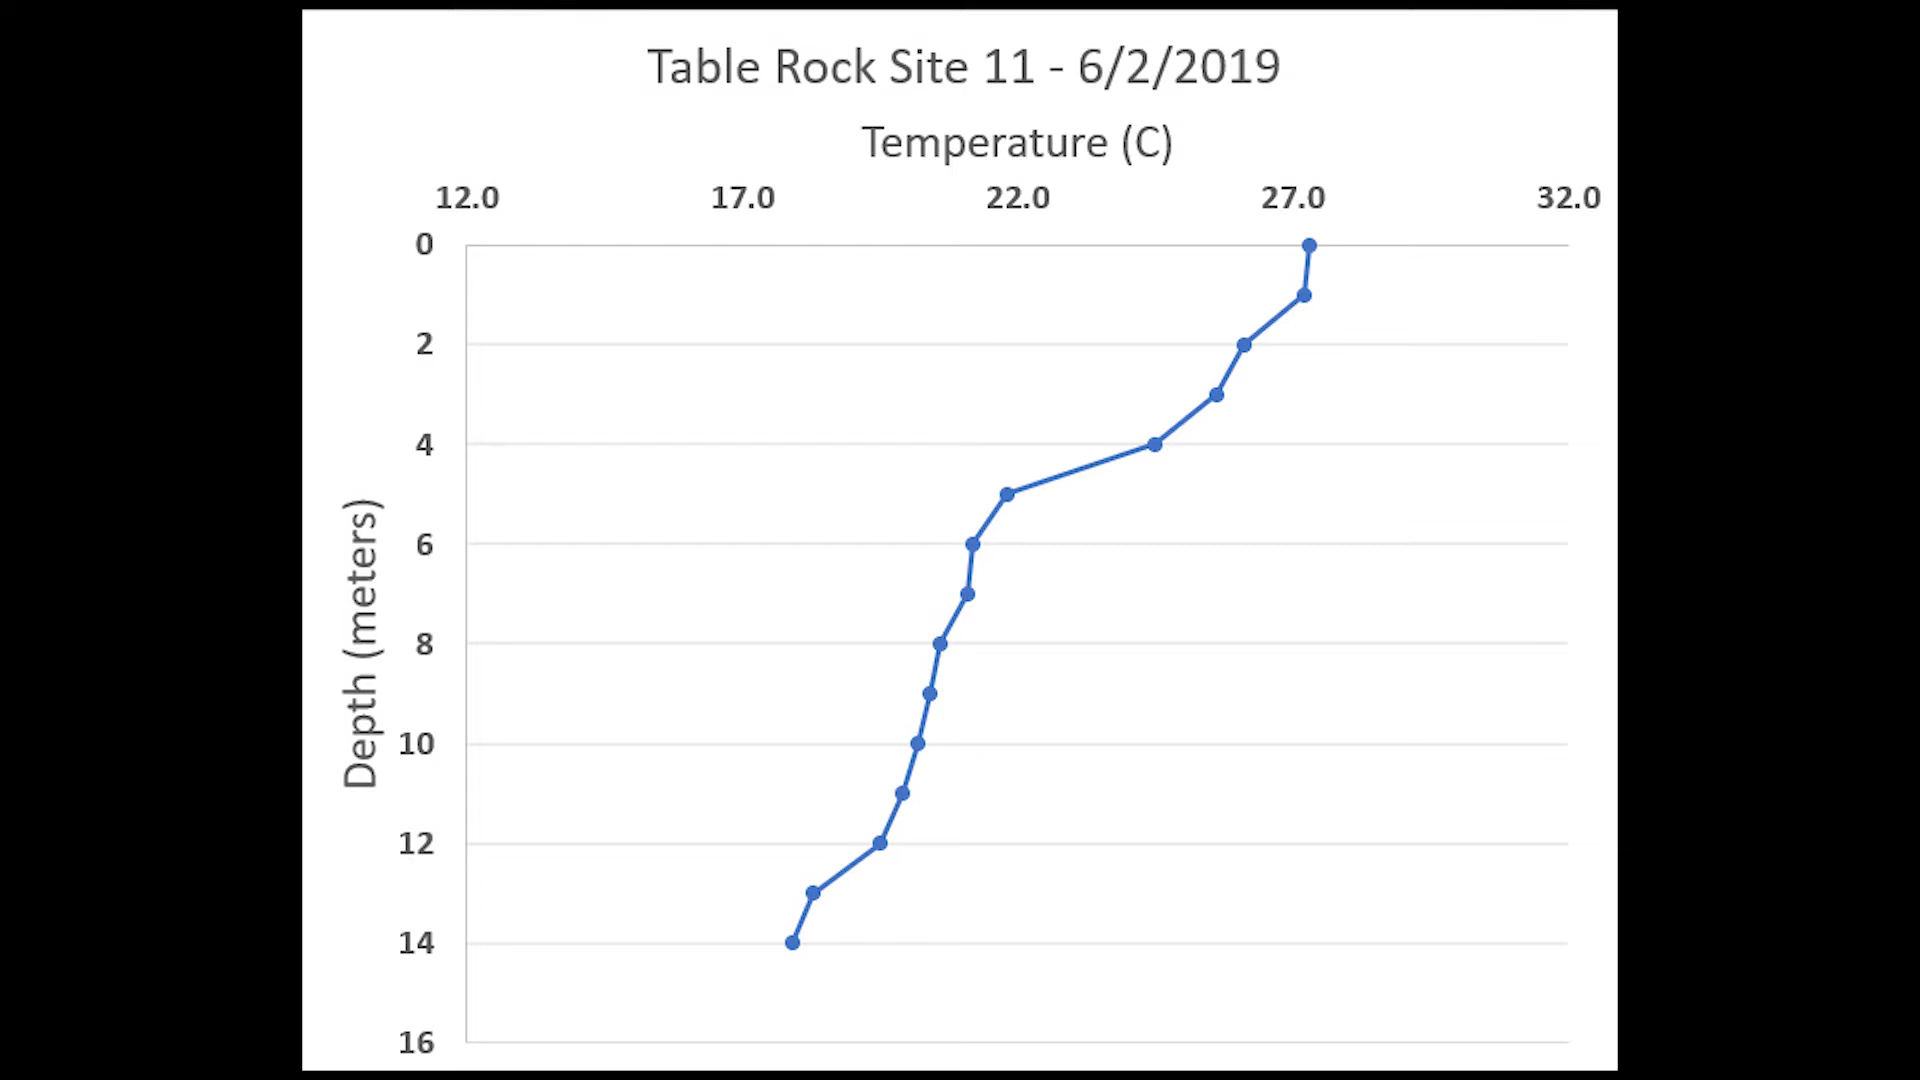 Table Rock Site 11 - 6/2/2019
Temperature (C)
12.0 17.0 22.0 27.0 32.0
0
2
4
6
8
10
12
14
16
Depth (meters)